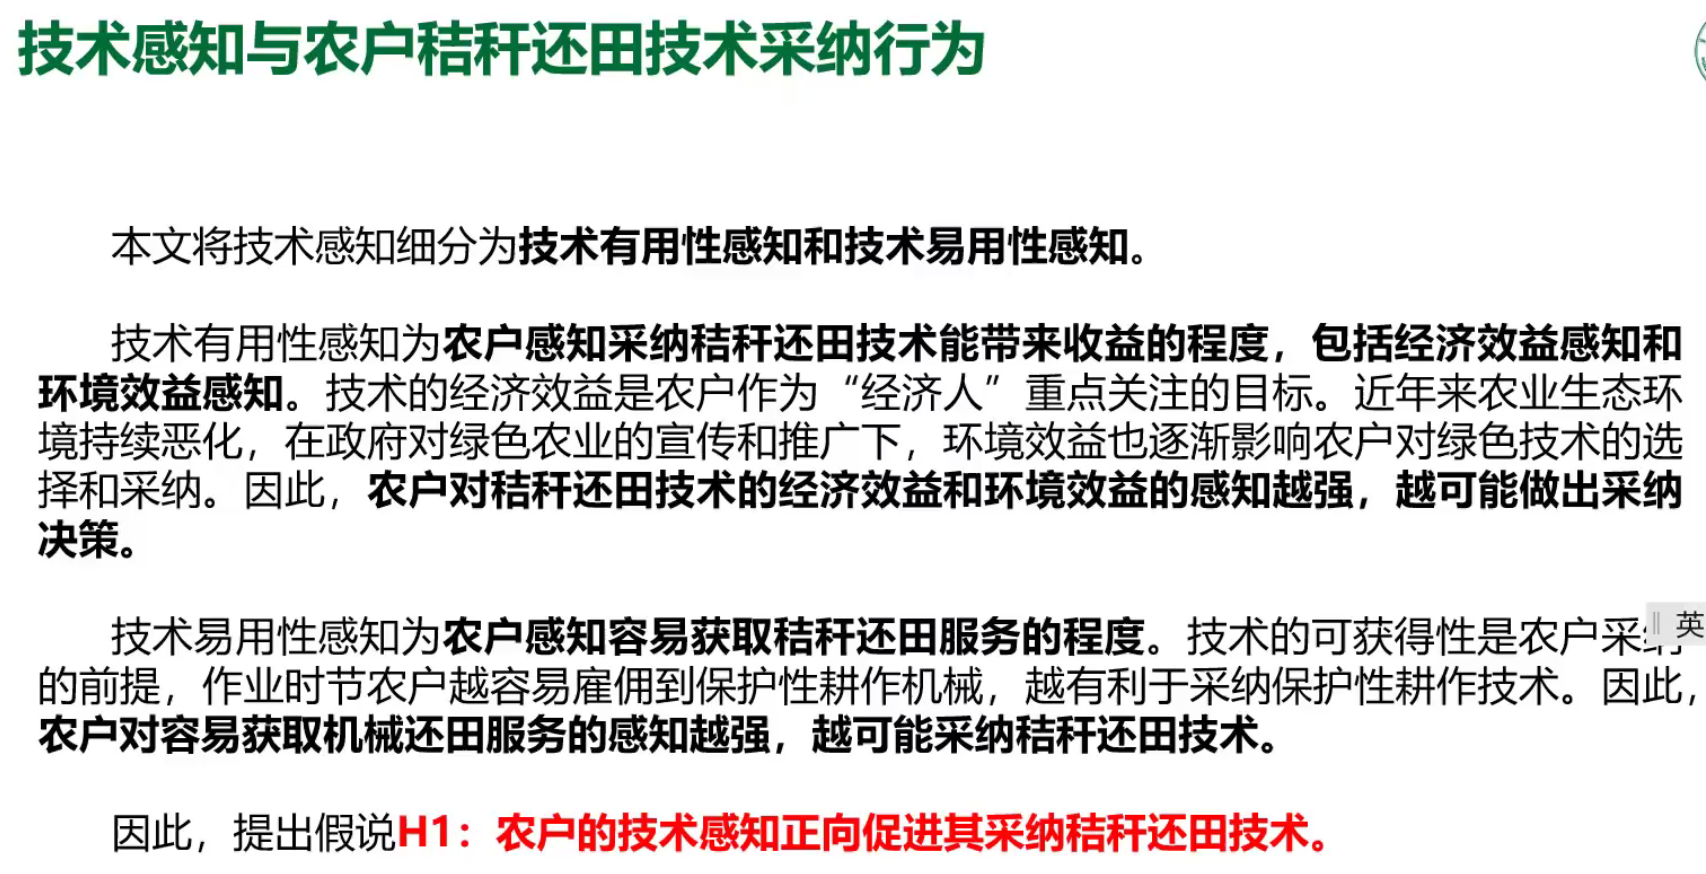 技术感知与农户秸秆还田技术采纳行为
本文将技术感知细分为技术有用性感知和技术易用性感知。
技术有用性感知为农户感知采纳秸秆还田技术能带来收益的程度，包括经济效益感知和
环境效益感知。技术的经济效益是农户作为“经济人”重点关注的目标。近年来农业生态环
境持续恶化，在政府对绿色农业的宣传和推广下，环境效益也逐渐影响农户对绿色技术的选
择和采纳。因此，农户对秸秆还田技术的经济效益和环境效益的感知越强，越可能做出采纳
决策。
技术易用性感知为农户感知容易获取秸秆还田服务的程度。技术的可获得性是农户采
英
的前提，作业时节农户越容易雇佣到保护性耕作机械，越有利于采纳保护性耕作技术。因此，
农户对容易获取机械还田服务的感知越强，越可能采纳秸秆还田技术。
因此，提出假说H1：农户的技术感知正向促进其采纳秸秆还田技术。